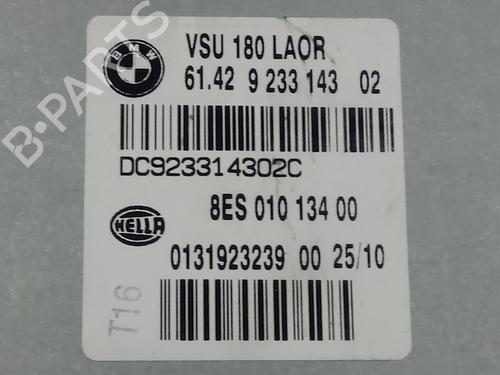 BMW
VSU 180 LAOR
61.42 9 233 143 02
DC923314302C
HELLA
8ES 010 134 00
0131923239 00 25/10
T16
B-PARTS